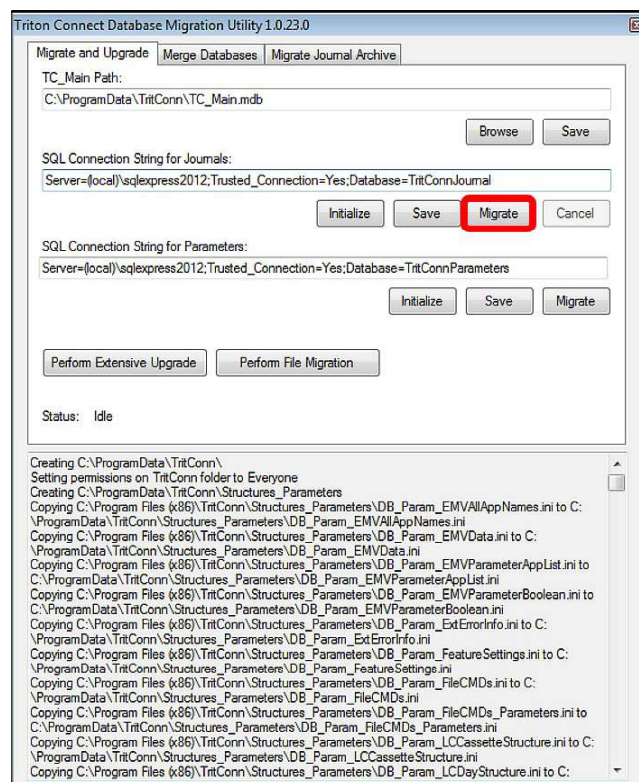 Triton Connect Database Migration Utility 1.0.23.0
Migrate and Upgrade Merge Databases Migrate Journal Archive
TC_Main Path:
C:\ProgramData\TritConn\TC_Main.mdb
Browse Save
SQL Connection String for Journals:
Server=(local)\sqlexpress2012;Trusted_Connection=Yes;Database=TritConnJournal
Initialize Save Migrate Cancel
SQL Connection String for Parameters:
Server=(local)\sqlexpress2012;Trusted_Connection=Yes;Database=TritConnParameters
Initialize Save Migrate
Perform Extensive Upgrade Perform File Migration
Status: Idle
Creating C:\ProgramData\TritConn\
Setting permissions on TritConn folder to Everyone
Creating C:\ProgramData\TritConn\Structures_Parameters
Copying C:\Program Files (x86)\TritConn\Structures_Parameters\DB_Param_EMVAllAppNames.ini to C:
\ProgramData\TritConn\Structures_Parameters\DB_Param_EMVAllAppNames.ini
Copying C:\Program Files (x86)\TritConn\Structures_Parameters\DB_Param_EMVData.ini to C:
\ProgramData\TritConn\Structures_Parameters\DB_Param_EMVData.ini
Copying C:\Program Files (x86)\TritConn\Structures_Parameters\DB_Param_EMVParameterAppList.ini to
C:\ProgramData\TritConn\Structures_Parameters\DB_Param_EMVParameterAppList.ini
Copying C:\Program Files (x86)\TritConn\Structures_Parameters\DB_Param_EMVParameterBoolean.ini to
C:\ProgramData\TritConn\Structures_Parameters\DB_Param_EMVParameterBoolean.ini
Copying C:\Program Files (x86)\TritConn\Structures_Parameters\DB_Param_ExtErrorInfo.ini to C:
\ProgramData\TritConn\Structures_Parameters\DB_Param_ExtErrorInfo.ini
Copying C:\Program Files (x86)\TritConn\Structures_Parameters\DB_Param_FeatureSettings.ini to C:
\ProgramData\TritConn\Structures_Parameters\DB_Param_FeatureSettings.ini
Copying C:\Program Files (x86)\TritConn\Structures_Parameters\DB_Param_FileCMDs.ini to C:
\ProgramData\TritConn\Structures_Parameters\DB_Param_FileCMDs.ini
Copying C:\Program Files (x86)\TritConn\Structures_Parameters\DB_Param_FileCMDs_Parameters.ini to
C:\ProgramData\TritConn\Structures_Parameters\DB_Param_FileCMDs_Parameters.ini
Copying C:\Program Files (x86)\TritConn\Structures_Parameters\DB_Param_LCCassetteStructure.ini to C:
\ProgramData\TritConn\Structures_Parameters\DB_Param_LCCassetteStructure.ini
Copying C:\Program Files (x86)\TritConn\Structures_Parameters\DB_Param_LCDayStructure.ini to C: